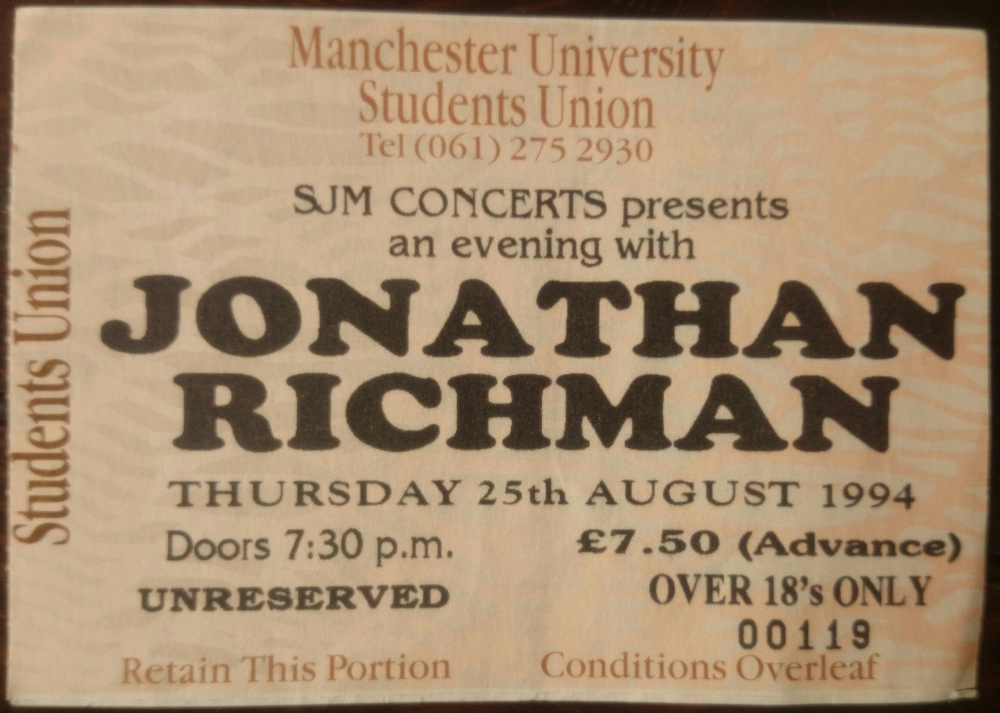 Manchester University
Students Union
Tel (061) 275 2930
SJM CONCERTS presents
an evening with
JONATHAN
RICHMAN
THURSDAY 25th AUGUST 1994
Doors 7:30 p.m.
£7.50 (Advance)
UNRESERVED
OVER 18's ONLY
00119
Retain This Portion
Conditions Overleaf
Students Union